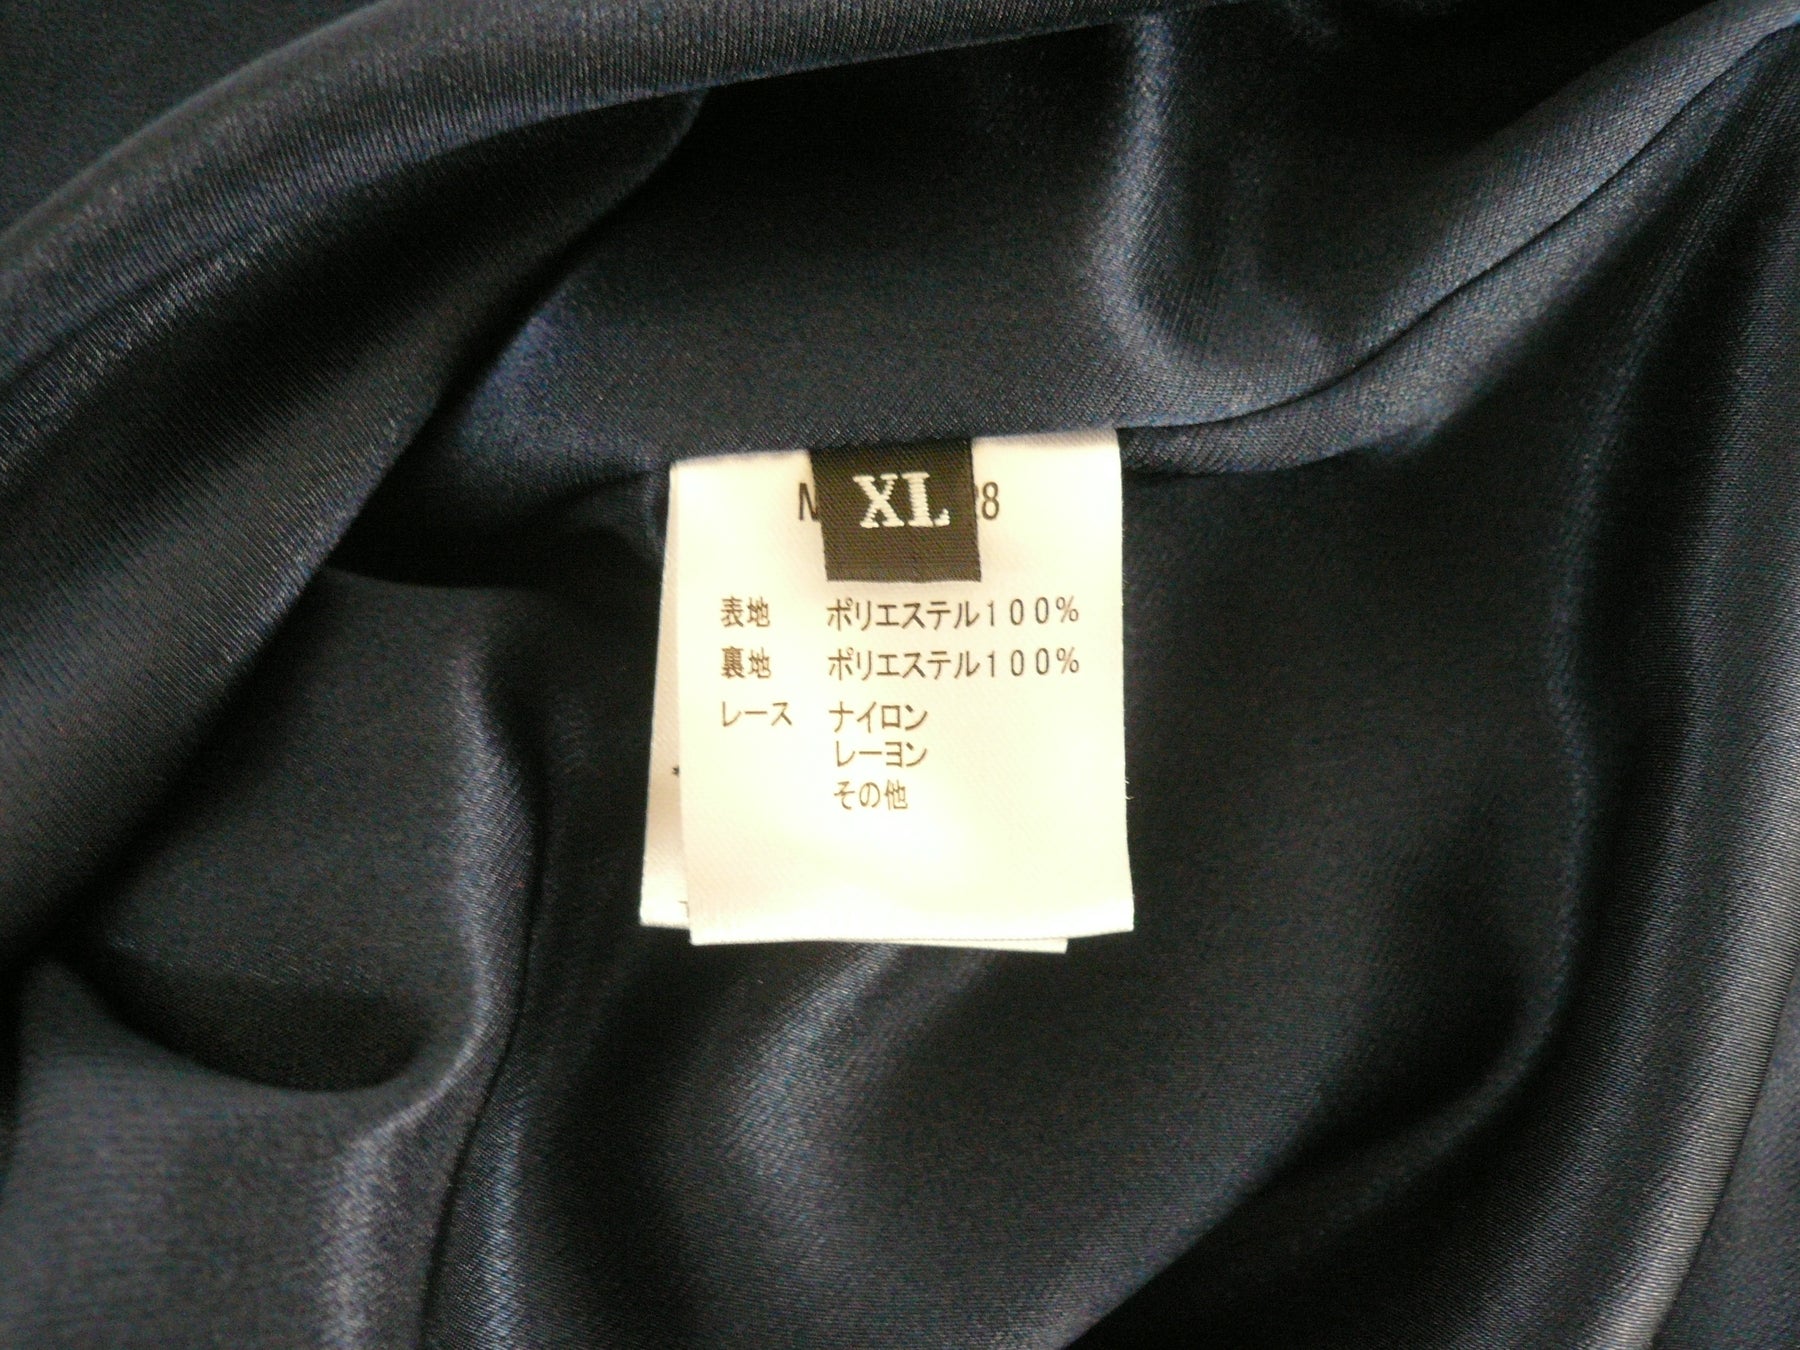 XL
表地 ポリエステル100%
裏地 ポリエステル100%
レース ナイロン
レーヨン
その他